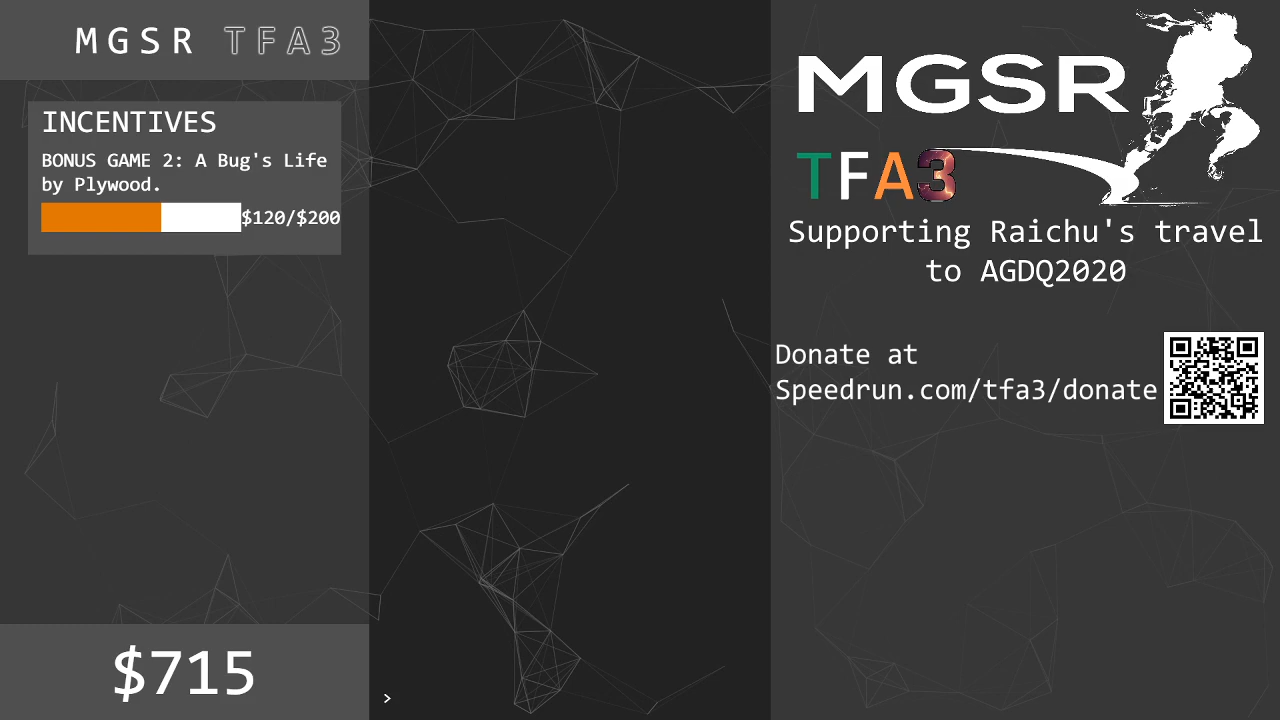 MGSR TFA3
INCENTIVES
BONUS GAME 2: A Bug's Life
by Plywood.
$120/$200
$715
>
MGSR
TFA3
Supporting Raichu's travel
to AGDQ2020
Donate at
Speedrun.com/tfa3/donate